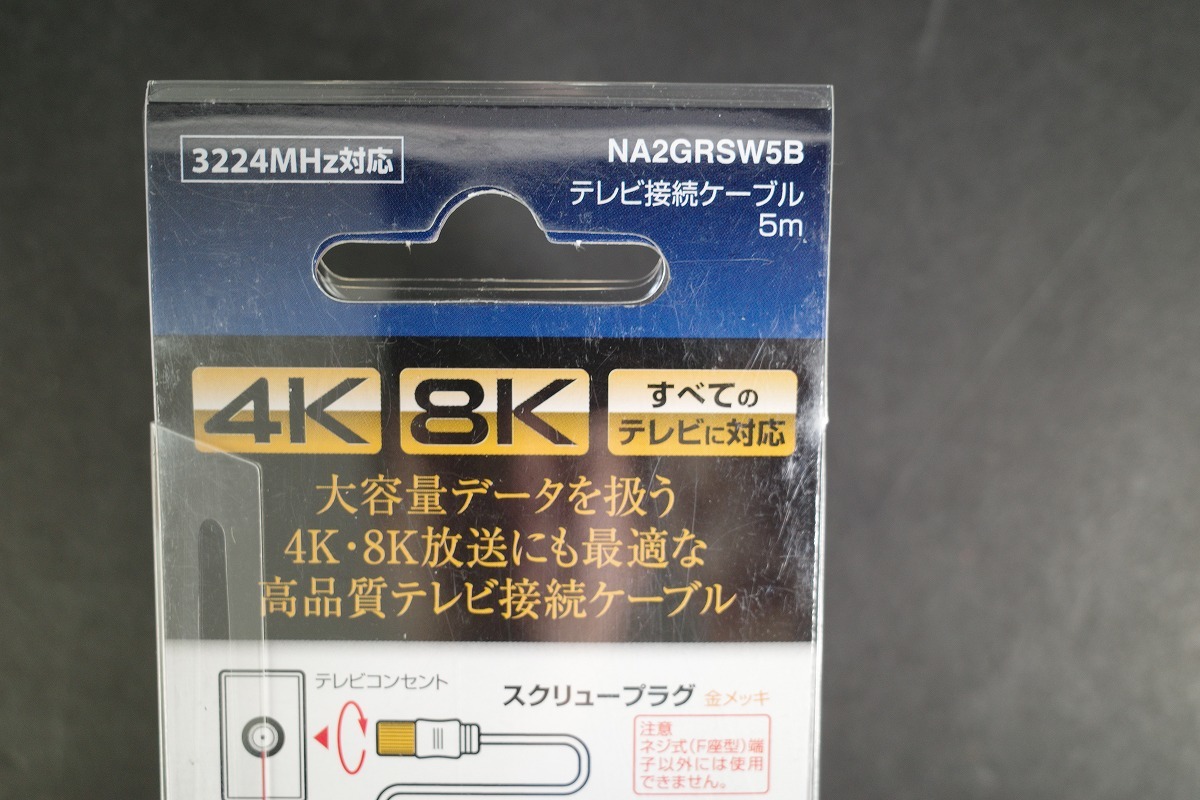 3224MHz対応
NA2GRSW5B
テレビ接続ケーブル
5m
4K
8K
すべての
テレビに対応
大容量データを扱う
4K・8K放送にも最適な
高品質テレビ接続ケーブル
テレビコンセント
スクリュープラグ 金メッキ
注意
ネジ式(F座型)端
子以外には使用
できません。